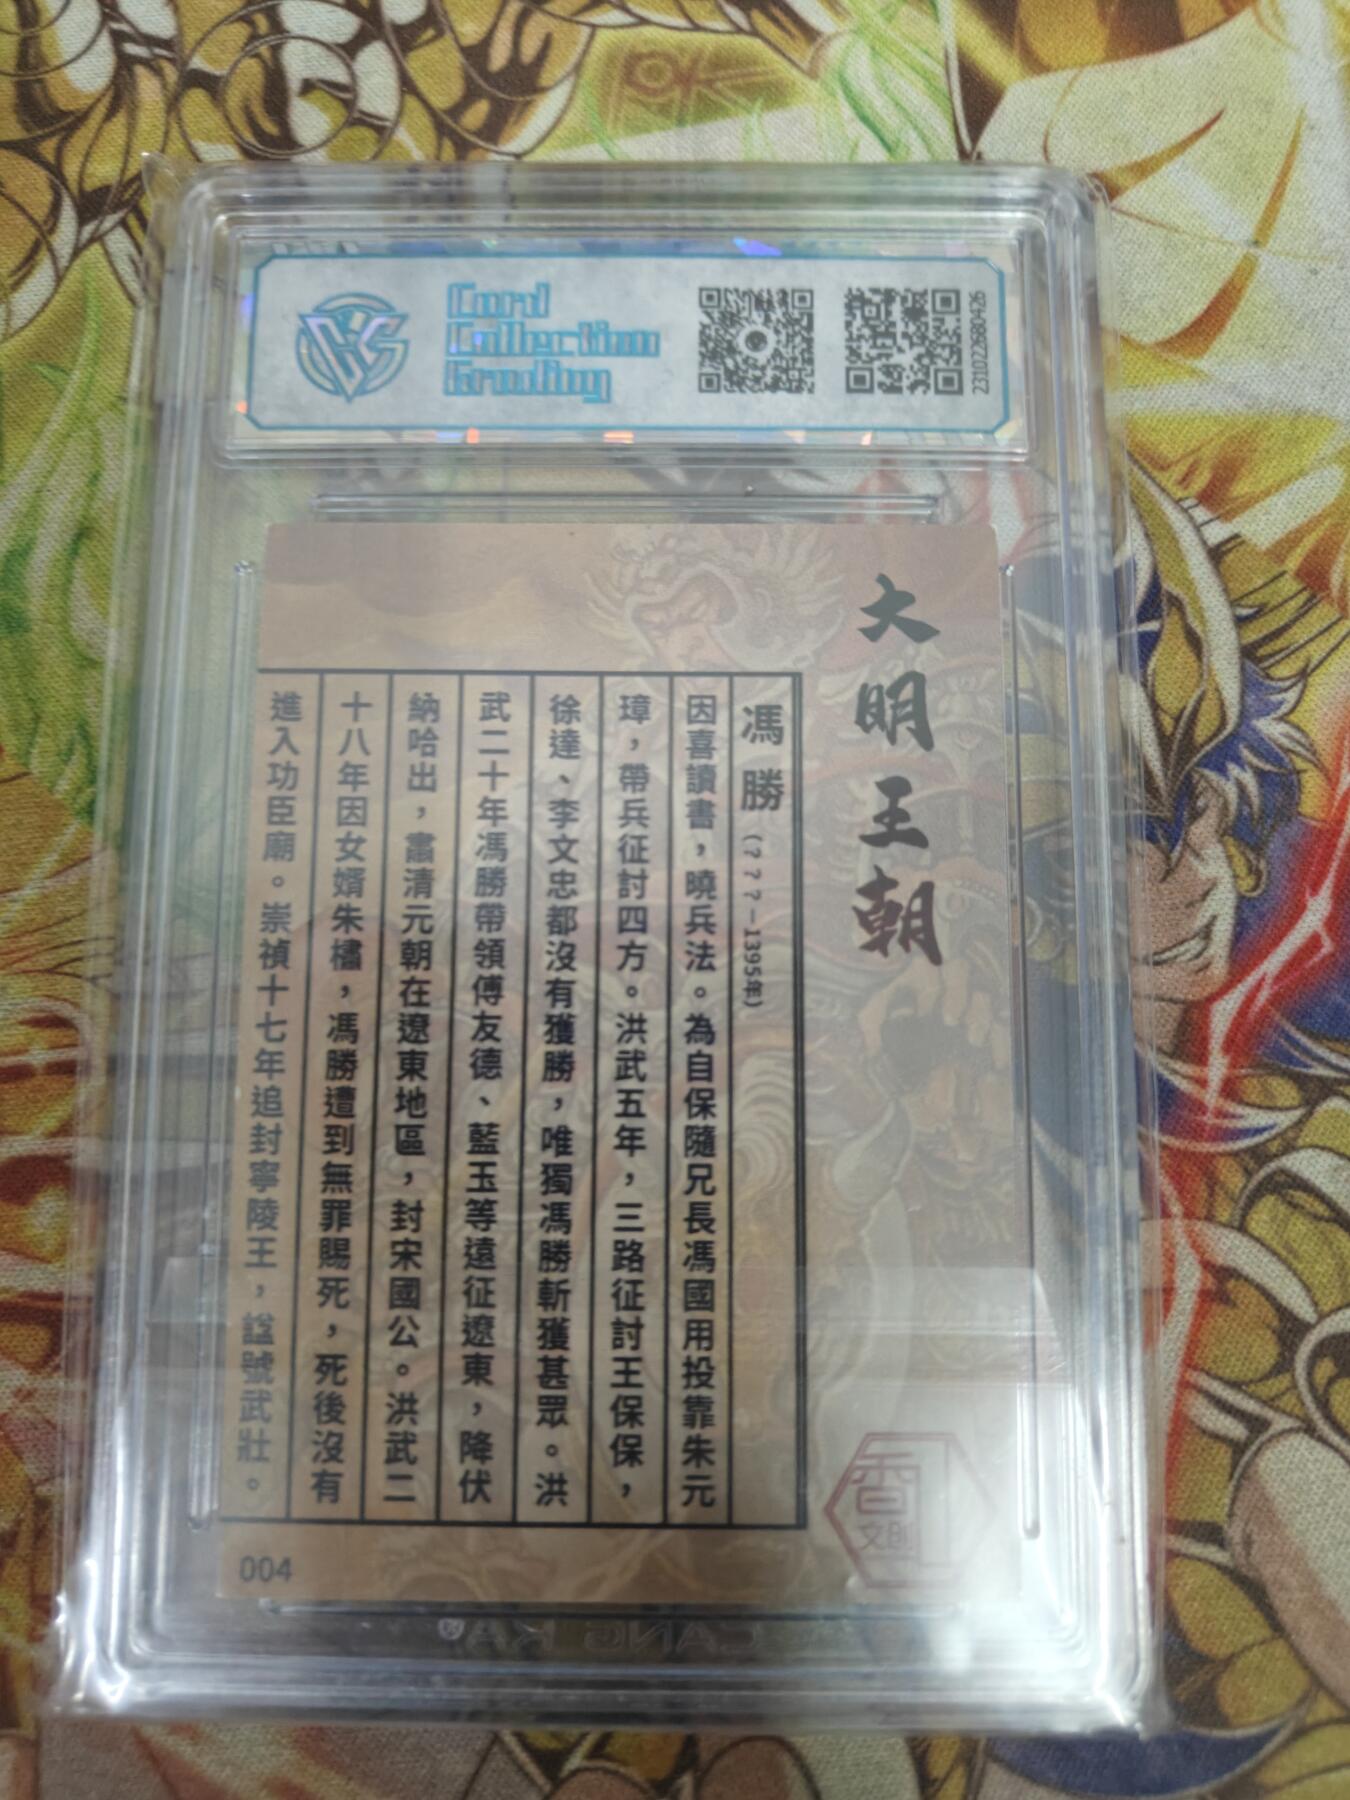 Card
Collection
Grading
231022680426
大明王朝
馮勝(???-1395年)
因喜讀書,曉兵法。為自保隨兄長馮國用投靠朱元
璋,帶兵征討四方。洪武五年,三路征討王保保,
徐達、李文忠都沒有獲勝,唯獨馮勝斬獲甚眾。洪
武二十年馮勝帶領傅友德、藍玉等遠征遼東,降伏
納哈出,肅清元朝在遼東地區,封宋國公。洪武二
十八年因女婿朱橚,馮勝遭到無罪賜死,死後沒有
進入功臣廟。崇禎十七年追封寧陵王,諡號武壯。
文創
004